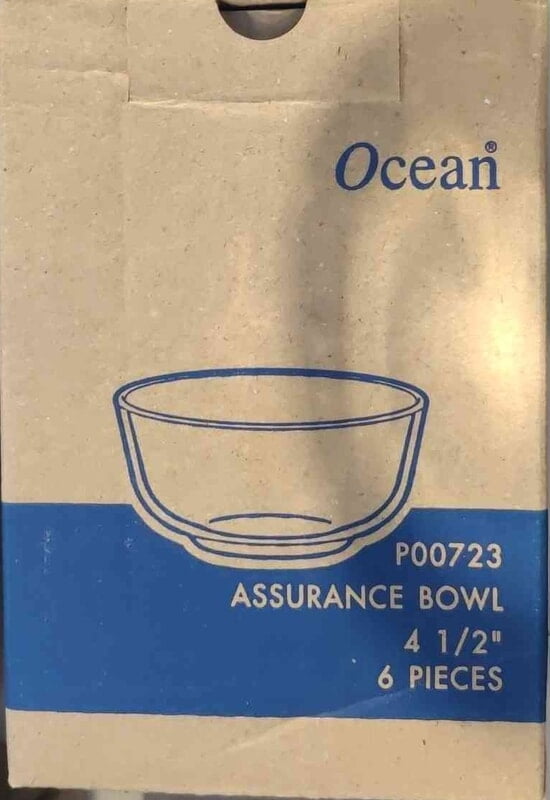 Ocean®
P00723
ASSURANCE BOWL
4 1/2"
6 PIECES